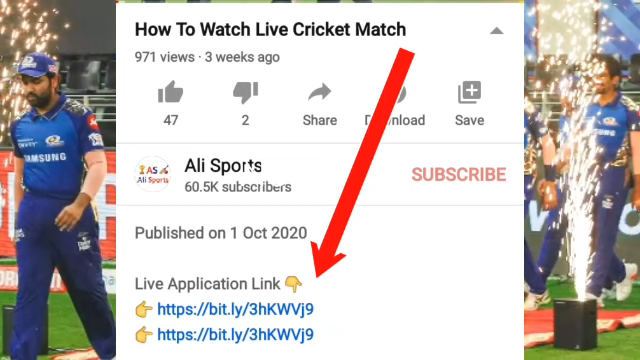 How To Watch Live Cricket Match
971 views · 3 weeks ago
47
2
Share
Save
AS
Ali Sports
Ali Sports
60.5K subscribers
SUBSCRIBE
Published on 1 Oct 2020
Live Application Link 👇
👉 https://bit.ly/3hKWVj9
👉 https://bit.ly/3hKWVj9
SAMSUNG